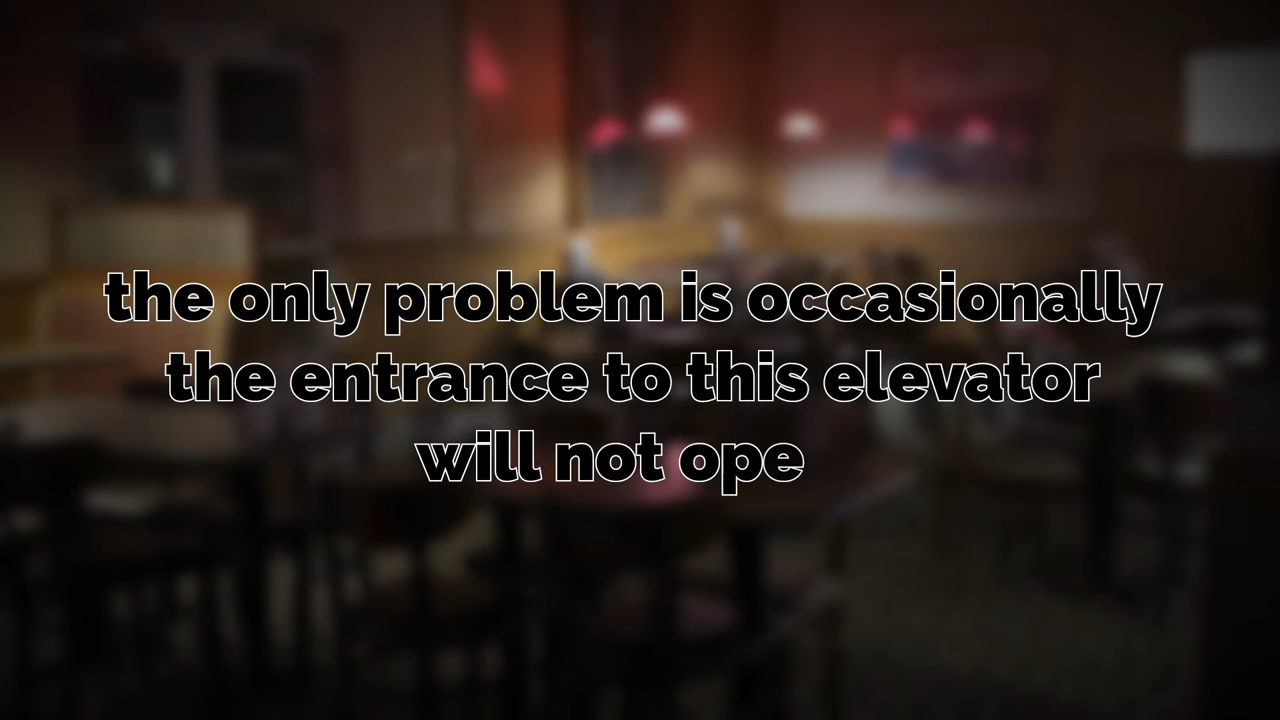 the only problem is occasionally
the entrance to this elevator
will not ope